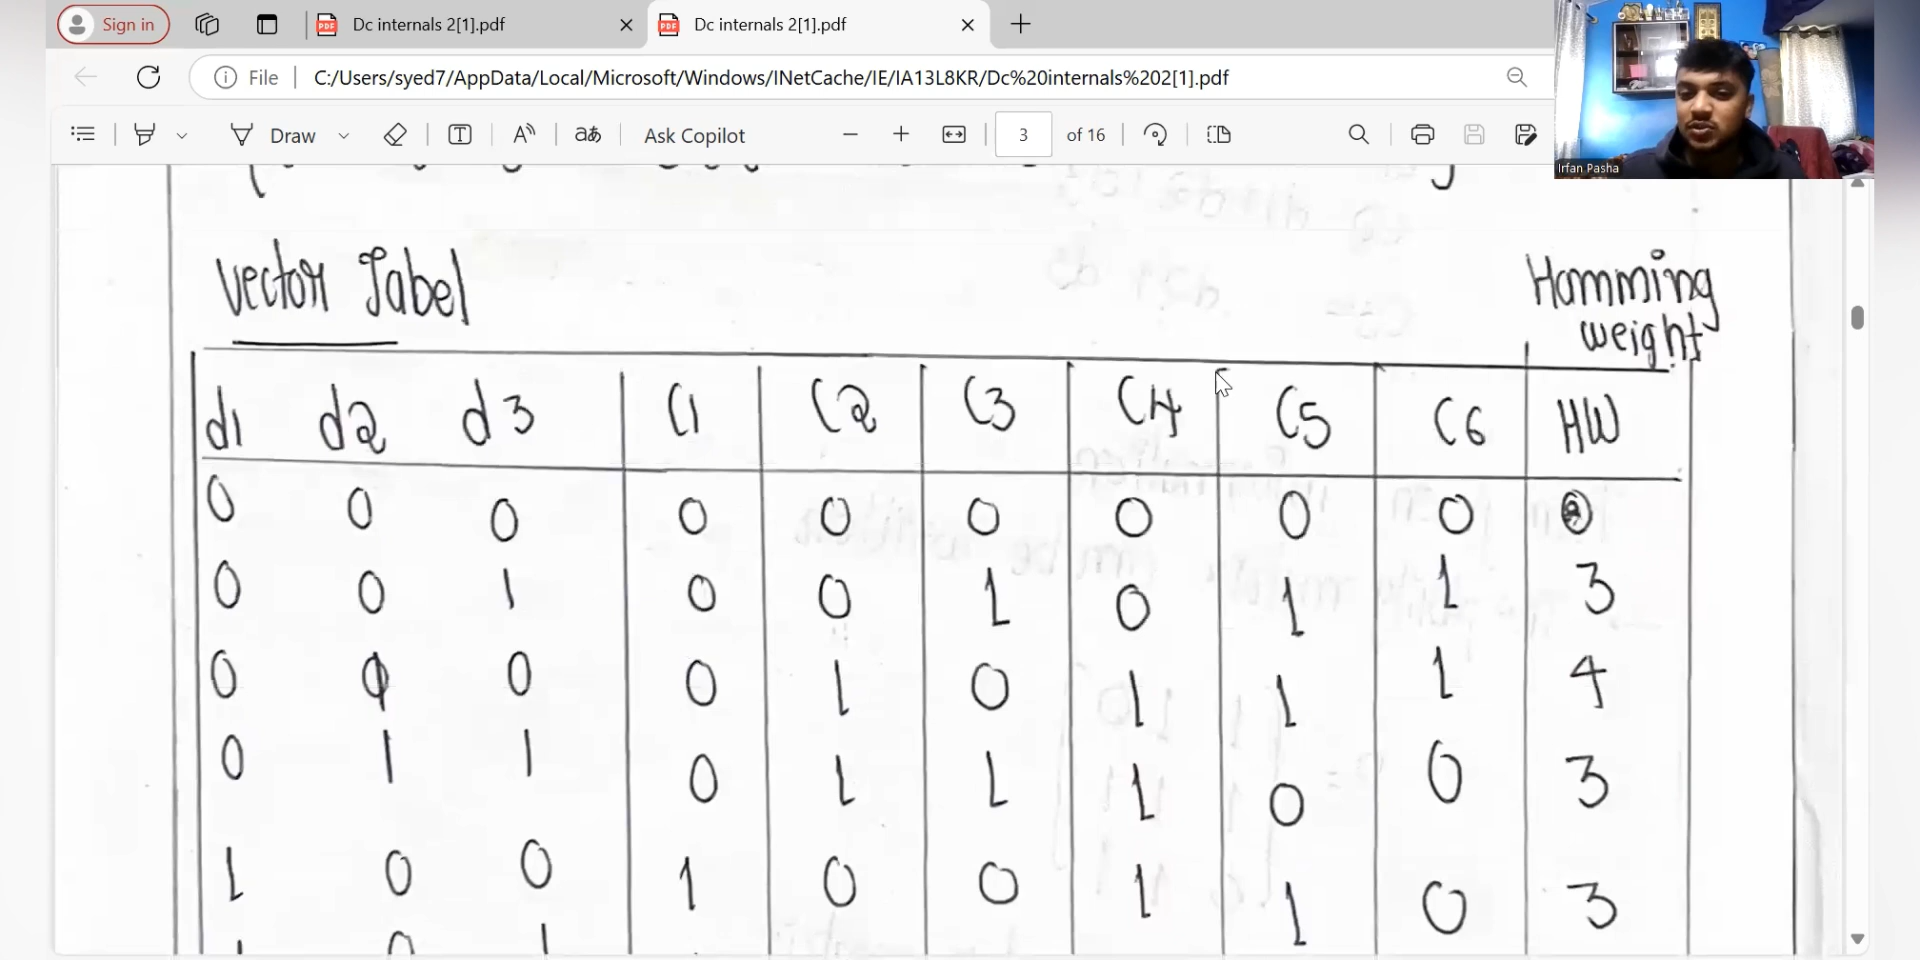 Sign in
Dc internals 2[1].pdf
Dc internals 2[1].pdf
File C:/Users/syed7/AppData/Local/Microsoft/Windows/INetCache/IE/IA13L8KR/Dc%20internals%202[1].pdf
Draw aあ Ask Copilot 3 of 16
Irfan Pasha
Vector Tabel
Hamming
weight
d1 d2 d3 C1 C2 C3 C4 C5 C6 HW
0 0 0 0 0 0 0 0 0
0 0 1 0 0 1 0 1 1 3
0 1 0 0 1 0 1 1 1 4
0 1 1 0 1 1 1 0 0 3
1 0 0 1 0 0 1 1 0 3